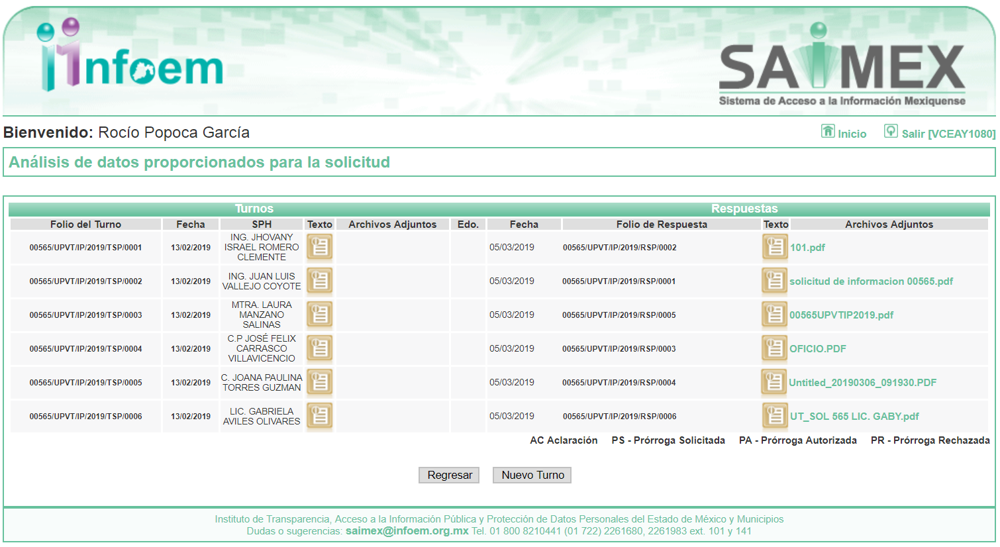 infoem
SAIMEX
Sistema de Acceso a la Información Mexiquense
Bienvenido: Rocío Popoca García
Inicio Salir [VCEAY1080]
Análisis de datos proporcionados para la solicitud
Turnos Respuestas
Folio del Turno Fecha SPH Texto Archivos Adjuntos Edo. Fecha Folio de Respuesta Texto Archivos Adjuntos
ING. JHOVANY
00565/UPVT/IP/2019/TSP/0001 13/02/2019 ISRAEL ROMERO 05/03/2019 00565/UPVT/IP/2019/RSP/0002 101.pdf
CLEMENTE
ING. JUAN LUIS
00565/UPVT/IP/2019/TSP/0002 13/02/2019 VALLEJO COYOTE 05/03/2019 00565/UPVT/IP/2019/RSP/0001 solicitud de informacion 00565.pdf
MTRA. LAURA
00565/UPVT/IP/2019/TSP/0003 13/02/2019 MANZANO 05/03/2019 00565/UPVT/IP/2019/RSP/0005 00565UPVTIP2019.pdf
SALINAS
C.P JOSÉ FELIX
00565/UPVT/IP/2019/TSP/0004 13/02/2019 CARRASCO 05/03/2019 00565/UPVT/IP/2019/RSP/0003 OFICIO.PDF
VILLAVICENCIO
C. JOANA PAULINA
00565/UPVT/IP/2019/TSP/0005 13/02/2019 TORRES GUZMAN 05/03/2019 00565/UPVT/IP/2019/RSP/0004 Untitled_20190306_091930.PDF
LIC. GABRIELA
00565/UPVT/IP/2019/TSP/0006 13/02/2019 AVILES OLIVARES 05/03/2019 00565/UPVT/IP/2019/RSP/0006 UT_SOL 565 LIC. GABY.pdf
AC Aclaración PS - Prórroga Solicitada PA - Prórroga Autorizada PR - Prórroga Rechazada
Regresar Nuevo Turno
Instituto de Transparencia, Acceso a la Información Pública y Protección de Datos Personales del Estado de México y Municipios
Dudas o sugerencias: saimex@infoem.org.mx Tel. 01 800 8210441 (01 722) 2261680, 2261983 ext. 101 y 141